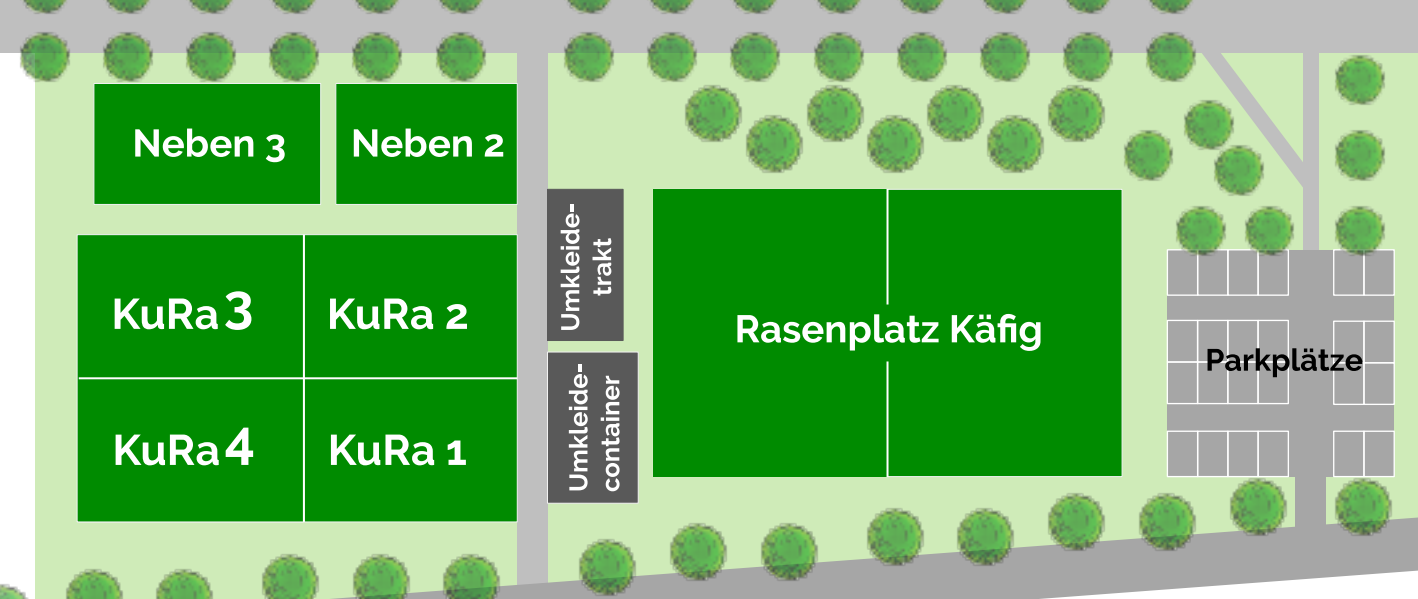 Neben 3
Neben 2
KuRa 3
KuRa 2
KuRa 4
KuRa 1
Umkleide-
trakt
Umkleide-
container
Rasenplatz Käfig
Parkplätze